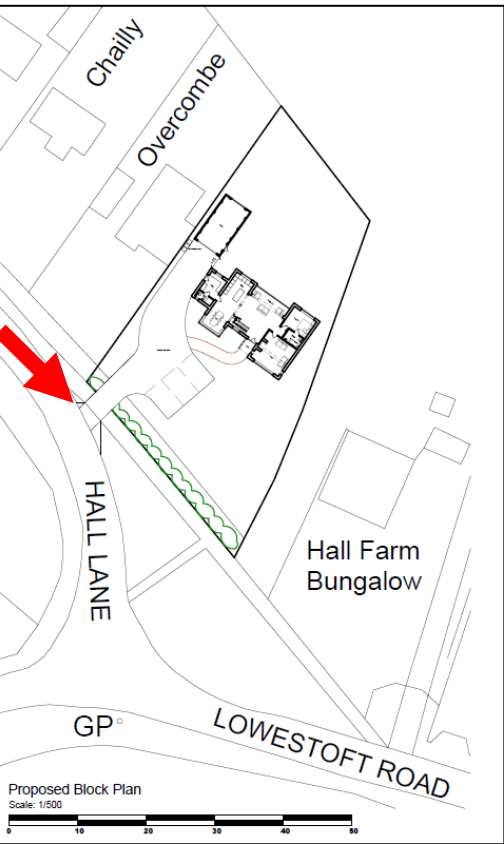 Chailly
Overcombe
HALL LANE
Hall Farm
Bungalow
GP
LOWESTOFT ROAD
Proposed Block Plan
Scale: 1/500
0 10 20 30 40 50